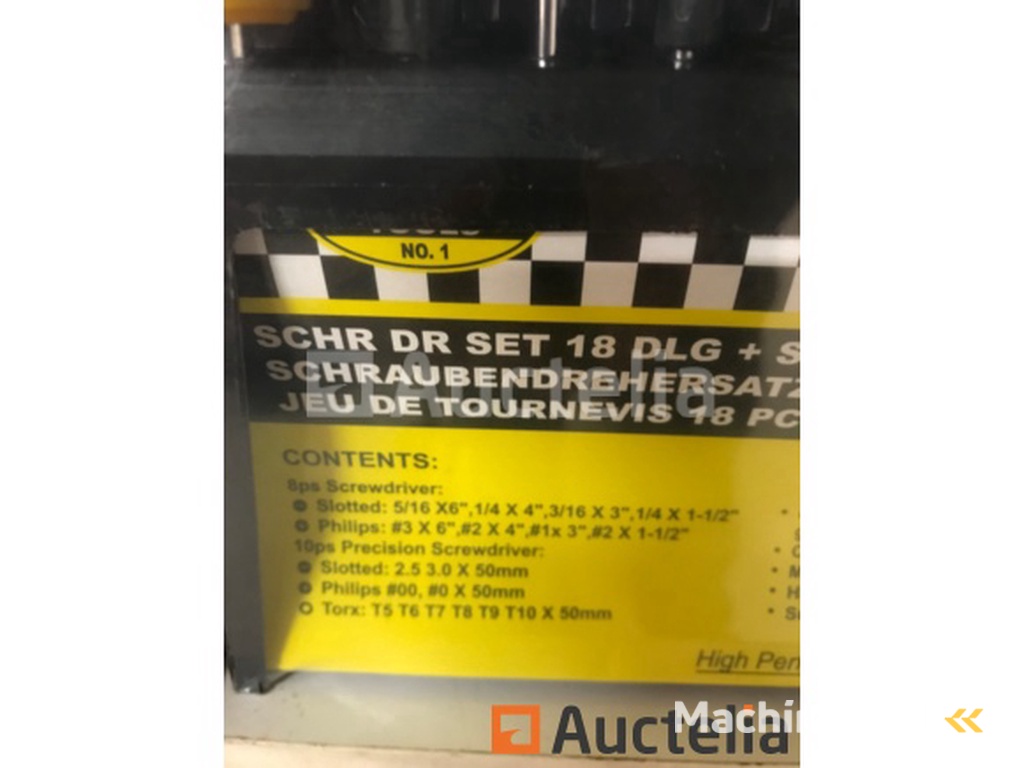 NO. 1
SCHR DR SET 18 DLG + S
SCHRAUBENDREHERSATZ
JEU DE TOURNEVIS 18 PC
Auctelia
CONTENTS:
8ps Screwdriver:
Slotted: 5/16 X6",1/4 X 4",3/16 X 3",1/4 X 1-1/2"
Philips: #3 X 6",#2 X 4",#1x 3",#2 X 1-1/2"
10ps Precision Screwdriver:
Slotted: 2.5 3.0 X 50mm
Philips #00, #0 X 50mm
Torx: T5 T6 T7 T8 T9 T10 X 50mm
High Per
Auctelia
Machin